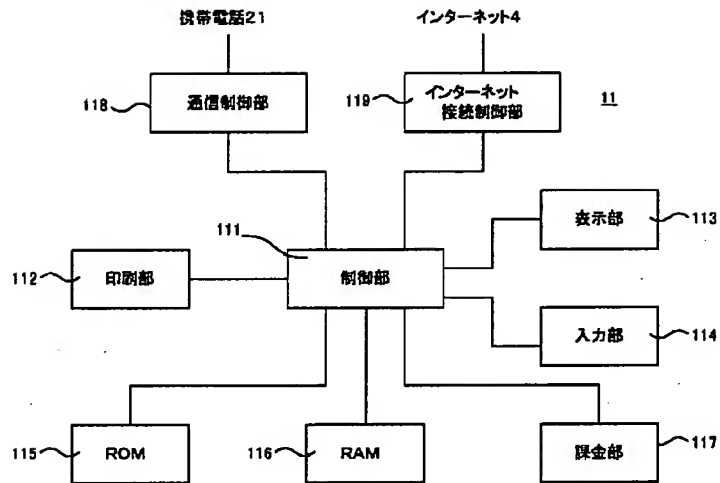 携帯電話21
インターネット4
118
通信制御部
119
インターネット
接続制御部
11
111
表示部
113
112
印刷部
制御部
入力部
114
115
ROM
116
RAM
課金部
117